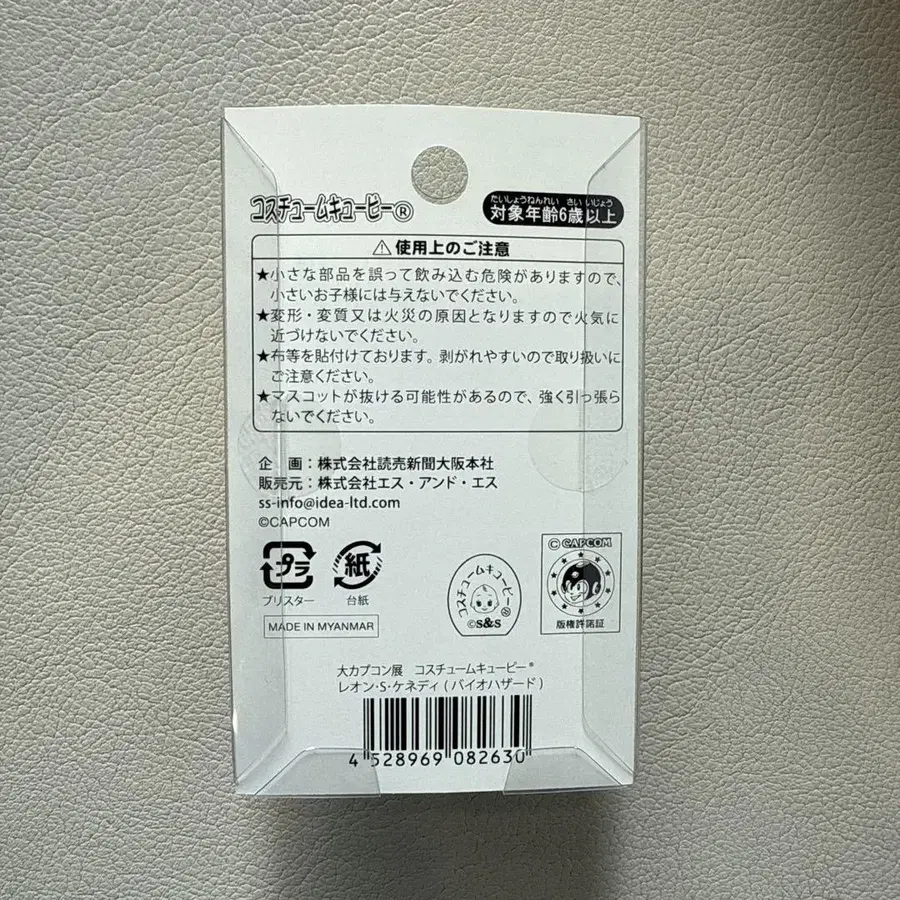 コスチュームキューピー®
たいしょうねんれい さい いじょう
対象年齢6歳以上
⚠使用上のご注意
★小さな部品を誤って飲み込む危険がありますので、
小さいお子様には与えないでください。
★変形・変質又は火災の原因となりますので火気に
近づけないでください。
★布等を貼付けております。剥がれやすいので取り扱いに
ご注意ください。
★マスコットが抜ける可能性があるので、強く引っ張ら
ないでください。
企　画：株式会社読売新聞大阪本社
販売元：株式会社エス・アンド・エス
ss-info@idea-ltd.com
©CAPCOM
プラ
紙
ブリスター
台紙
MADE IN MYANMAR
コスチュームキューピー®
©S&S
©CAPCOM
版権許諾証
大カプコン展　コスチュームキューピー®
レオン・S・ケネディ(バイオハザード)
4 528969 082630